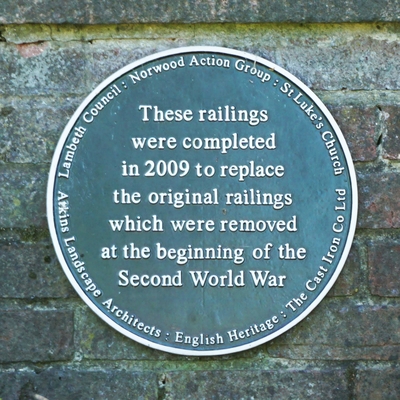 Lambeth Council : Norwood Action Group : St Luke's Church
These railings
were completed
in 2009 to replace
the original railings
which were removed
at the beginning of the
Second World War
Atkins Landscape Architects : English Heritage : The Cast Iron Co Ltd